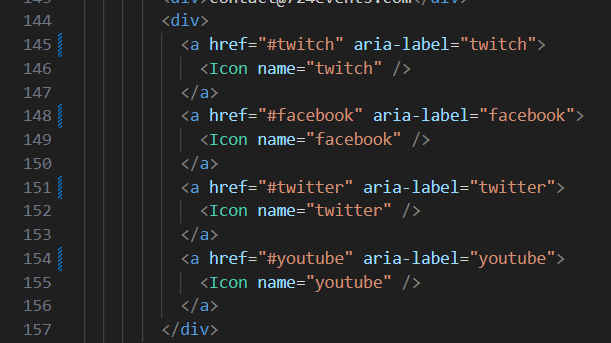 143 <div>contact@724events.com</div>
144 <div>
145 <a href="#twitch" aria-label="twitch">
146 <Icon name="twitch" />
147 </a>
148 <a href="#facebook" aria-label="facebook">
149 <Icon name="facebook" />
150 </a>
151 <a href="#twitter" aria-label="twitter">
152 <Icon name="twitter" />
153 </a>
154 <a href="#youtube" aria-label="youtube">
155 <Icon name="youtube" />
156 </a>
157 </div>